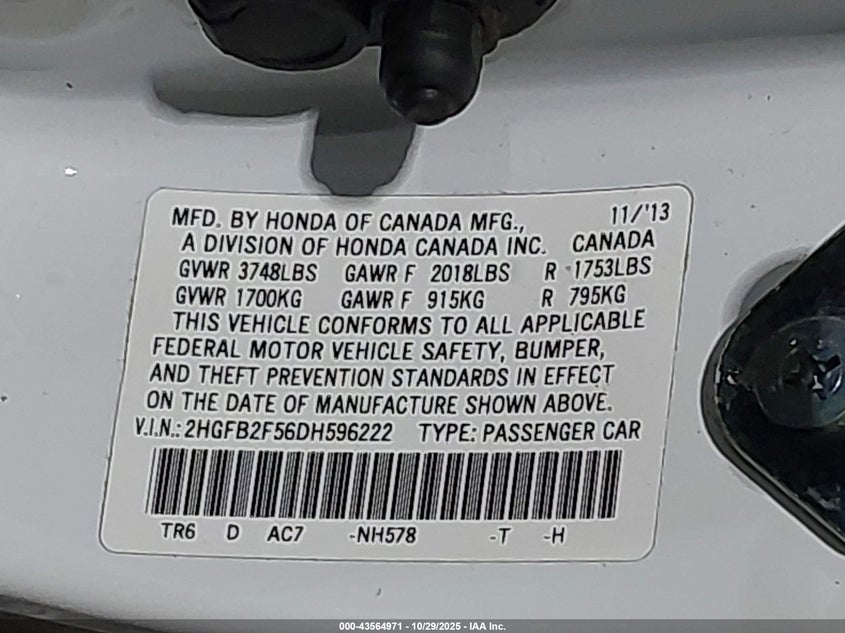 MFD. BY HONDA OF CANADA MFG., 11/'13
A DIVISION OF HONDA CANADA INC. CANADA
GVWR 3748LBS GAWR F 2018LBS R 1753LBS
GVWR 1700KG GAWR F 915KG R 795KG
THIS VEHICLE CONFORMS TO ALL APPLICABLE
FEDERAL MOTOR VEHICLE SAFETY, BUMPER,
AND THEFT PREVENTION STANDARDS IN EFFECT
ON THE DATE OF MANUFACTURE SHOWN ABOVE.
V.I.N.: 2HGFB2F56DH596222 TYPE: PASSENGER CAR
TR6 D AC7 -NH578 -T -H
000-43564971 - 10/29/2025 - IAA Inc.